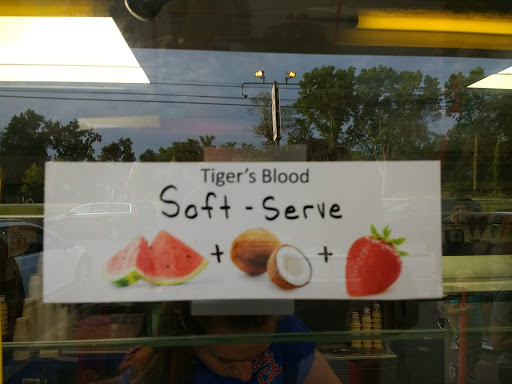 Tiger's Blood
Soft-Serve
+ +